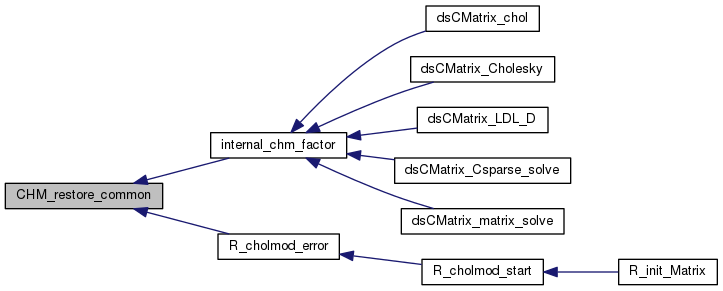 dsCMatrix_chol
dsCMatrix_Cholesky
dsCMatrix_LDL_D
internal_chm_factor
dsCMatrix_Csparse_solve
CHM_restore_common
dsCMatrix_matrix_solve
R_cholmod_error
R_cholmod_start
R_init_Matrix